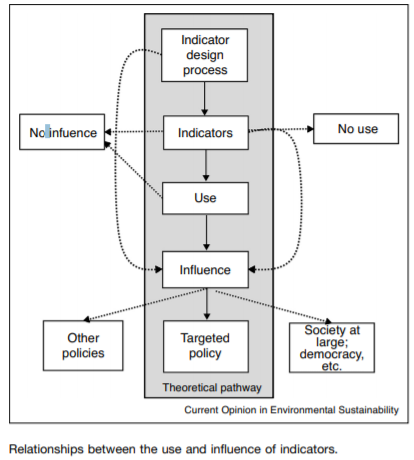 Indicator
design
process
No infuence
Indicators
No use
Use
Influence
Other
policies
Targeted
policy
Society at
large;
democracy,
etc.
Theoretical pathway
Current Opinion in Environmental Sustainability
Relationships between the use and influence of indicators.